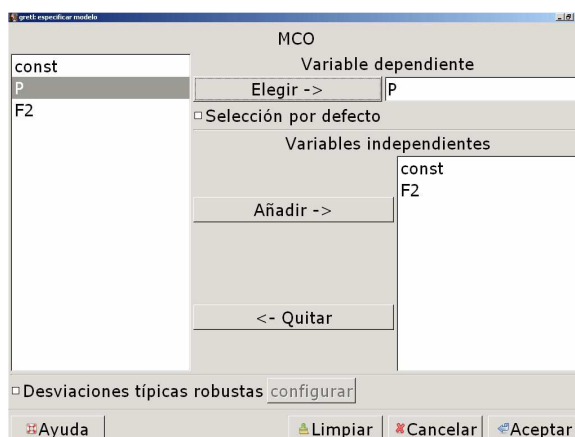 gretl: especificar modelo
MCO
const
P
F2
Variable dependiente
Elegir -> P
Selección por defecto
Variables independientes
const
F2
Añadir ->
<- Quitar
Desviaciones típicas robustas configurar
Ayuda Limpiar Cancelar Aceptar